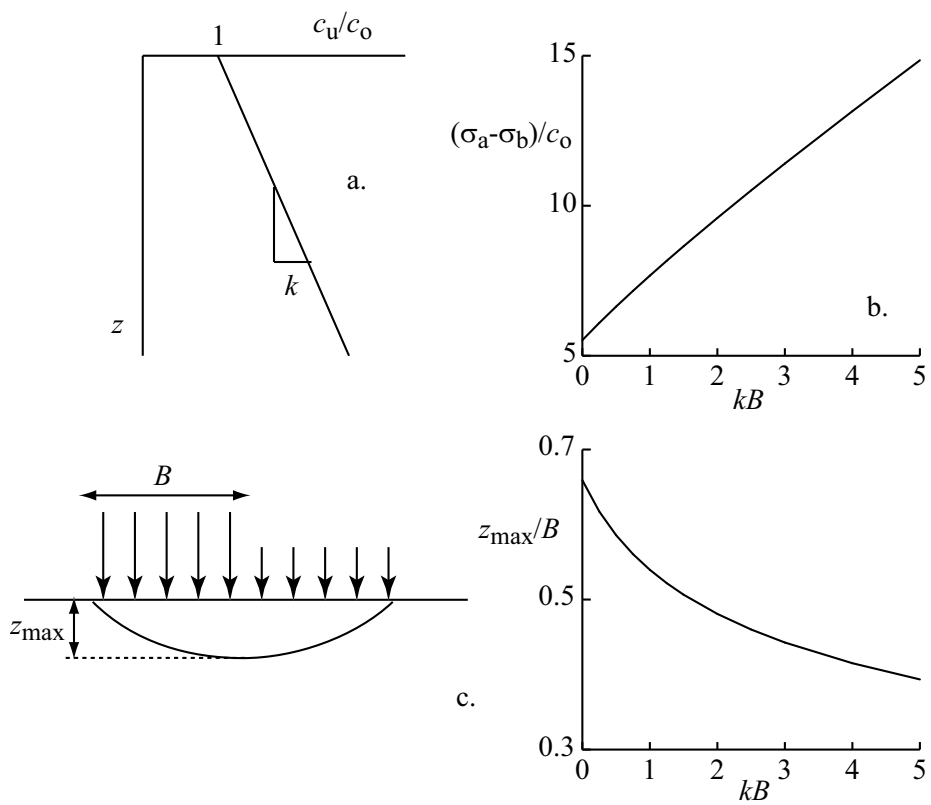 c_u/c_o
1
a.
k
z
15
(σ_a-σ_b)/c_o
10
b.
5
0 1 2 3 4 5
kB
B
z_max
c.
0.7
z_max/B
0.5
0.3
0 1 2 3 4 5
kB